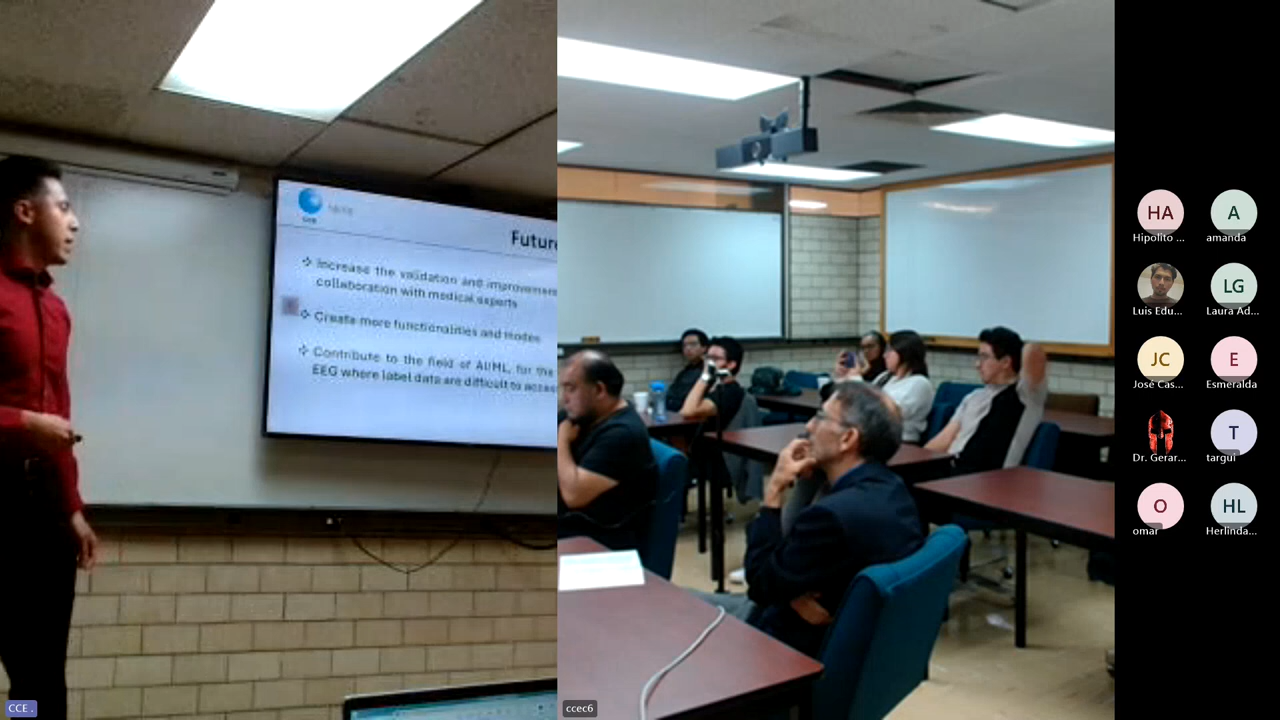 Future
❖ Increase the validation and improvement
collaboration with medical experts
❖ Create more functionalities and modes
❖ Contribute to the field of AI/ML, for the
EEG where label data are difficult to access
CCE .
ccec6
HA
Hipolito ...
A
amanda
Luis Edu...
LG
Laura Ad...
JC
José Cas...
E
Esmeralda
Dr. Gerar...
T
targui
O
omar
HL
Herlinda...